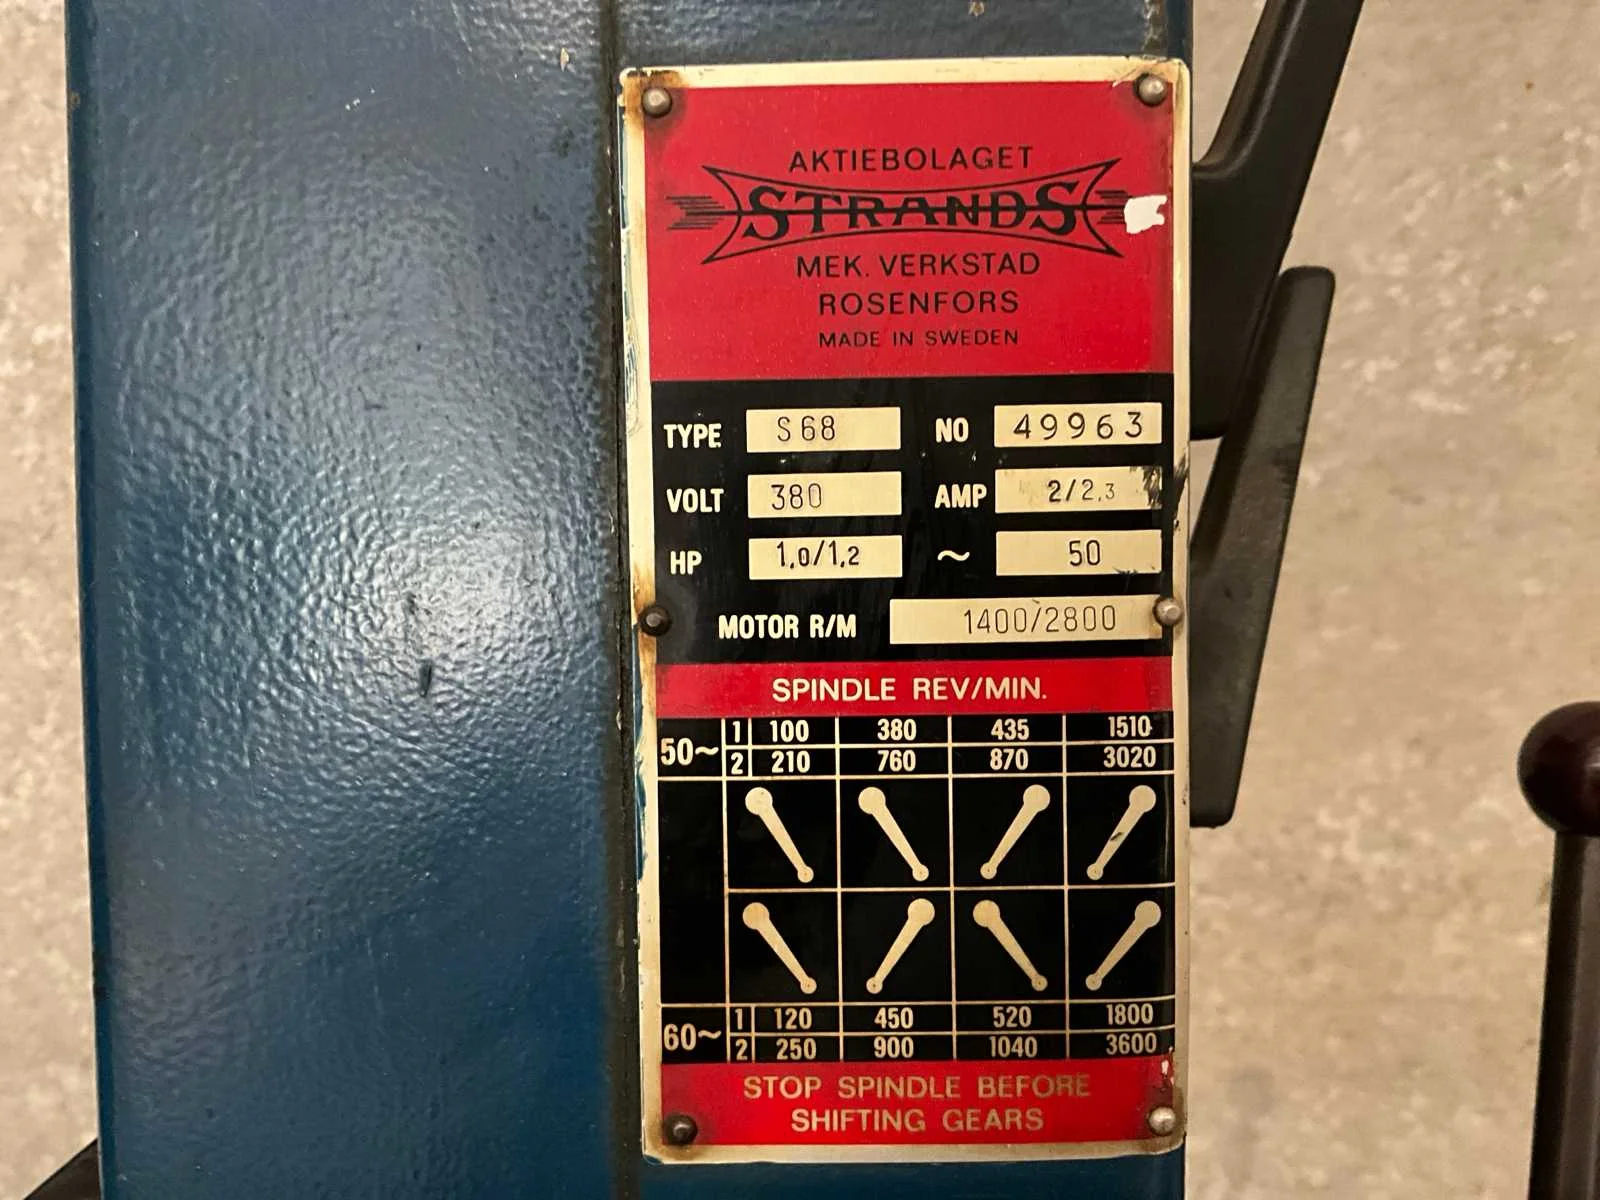 AKTIEBOLAGET
STRANDS
MEK. VERKSTAD
ROSENFORS
MADE IN SWEDEN
TYPE S68 NO 49963
VOLT 380 AMP 2/2.3
HP 1.0/1.2 ~ 50
MOTOR R/M 1400/2800
SPINDLE REV/MIN.
50~ 1 100 380 435 1510
2 210 760 870 3020
60~ 1 120 450 520 1800
2 250 900 1040 3600
STOP SPINDLE BEFORE
SHIFTING GEARS